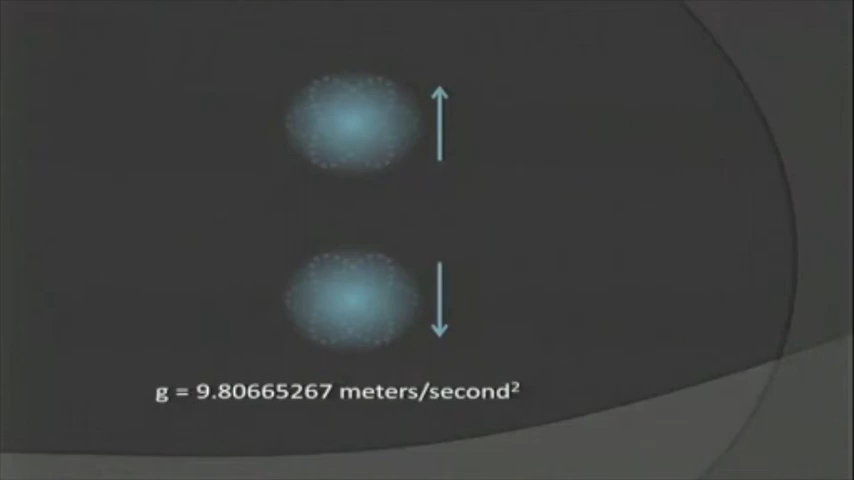 g = 9.80665267 meters/second²